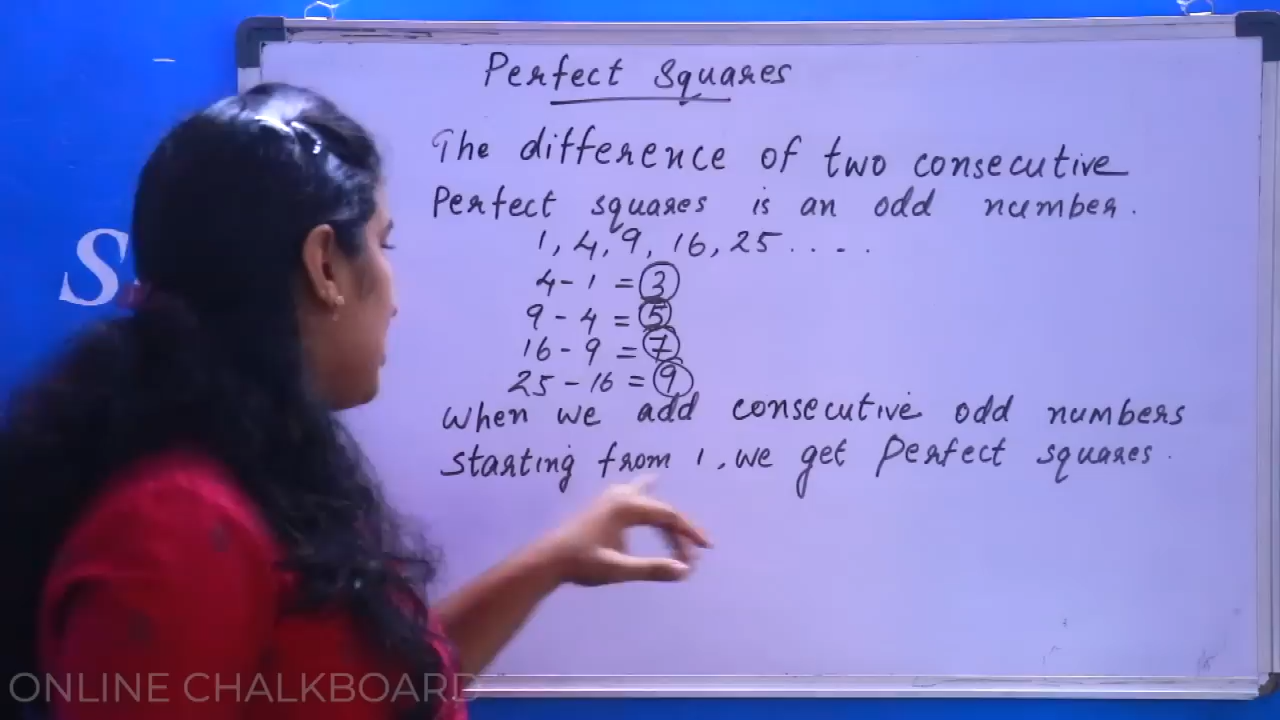 Perfect Squares
The difference of two consecutive
Perfect squares is an odd number.
1, 4, 9, 16, 25 . . . .
4 - 1 = 3
9 - 4 = 5
16 - 9 = 7
25 - 16 = 9
When we add consecutive odd numbers
starting from 1, we get Perfect squares.
S
ONLINE CHALKBOARD